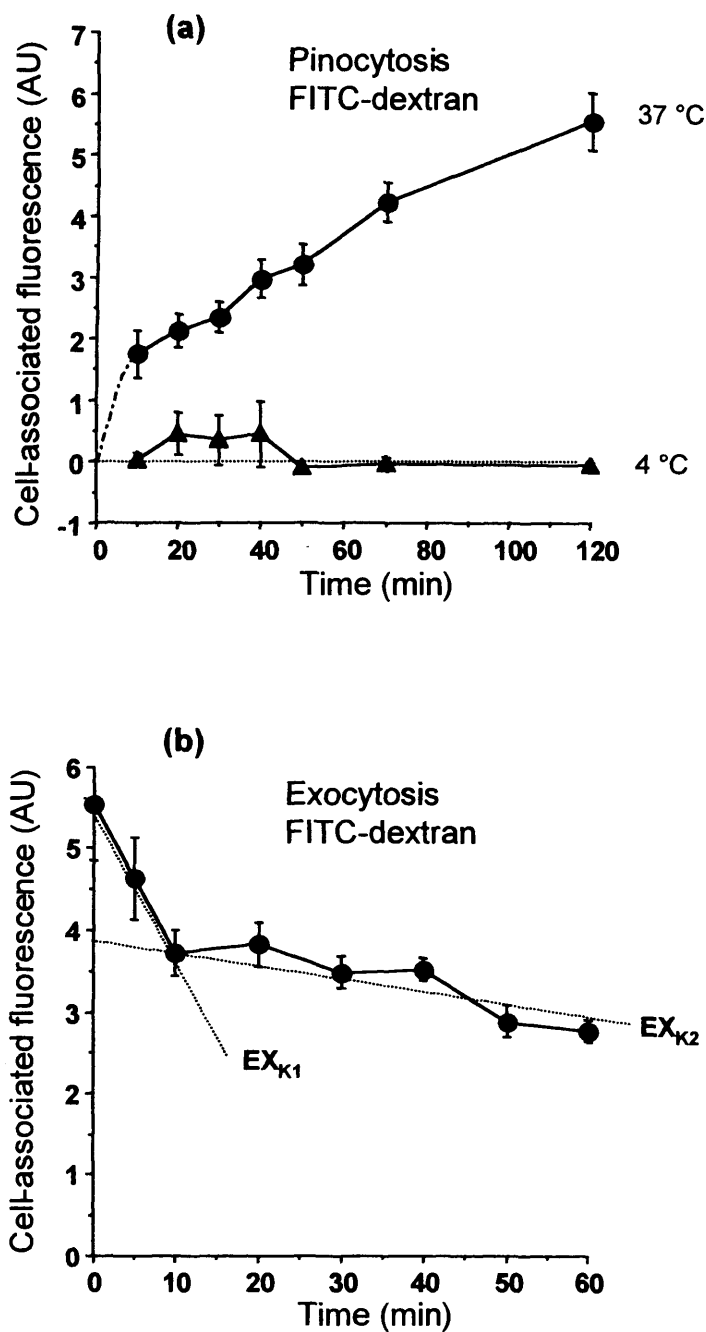 (a)
Pinocytosis
FITC-dextran
Cell-associated fluorescence (AU)
7
6
5
4
3
2
1
0
-1
37 °C
4 °C
0 20 40 60 80 100 120
Time (min)
(b)
Exocytosis
FITC-dextran
Cell-associated fluorescence (AU)
6
5
4
3
2
1
0
EXK1
EXK2
0 10 20 30 40 50 60
Time (min)